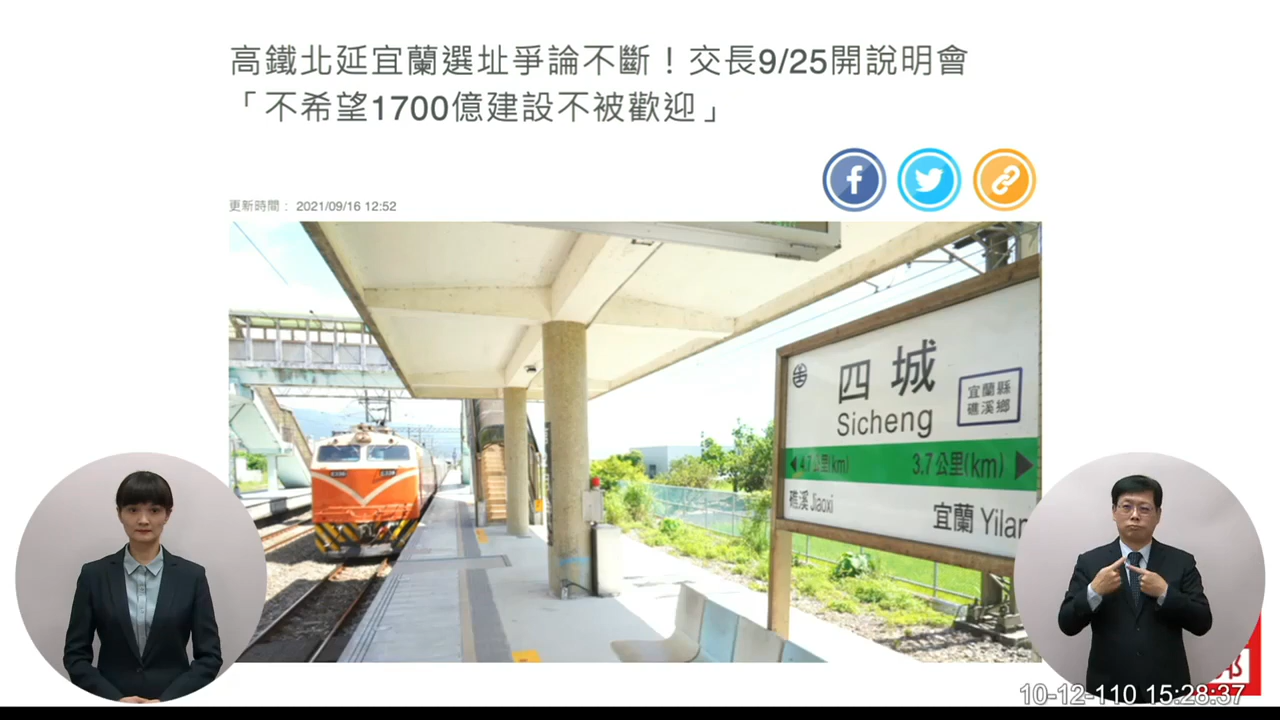 高鐵北延宜蘭選址爭論不斷！交長9/25開說明會
「不希望1700億建設不被歡迎」
更新時間： 2021/09/16 12:52
四城
Sicheng
宜蘭縣
礁溪鄉
4.7公里(km)
3.7公里(km)
礁溪 Jiaoxi
宜蘭 Yilan
10-12-110 15:28:37